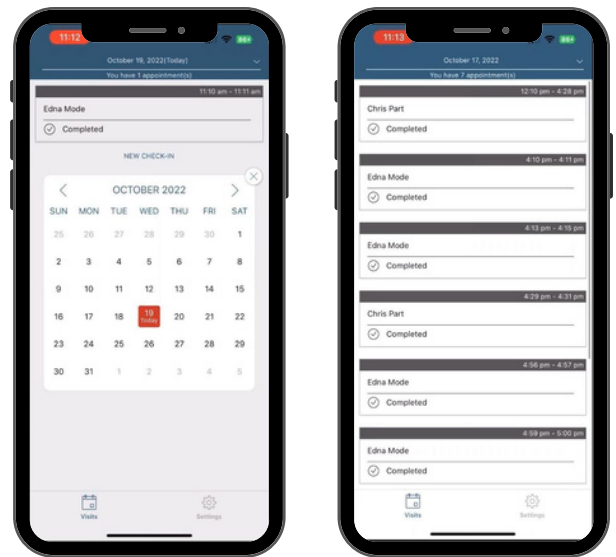 11:12
86+
October 19, 2022(Today)
You have 1 appointment(s)
11:10 am - 11:11 am
Edna Mode
Completed
NEW CHECK-IN
OCTOBER 2022
SUN MON TUE WED THU FRI SAT
25 26 27 28 29 30 1
2 3 4 5 6 7 8
9 10 11 12 13 14 15
16 17 18 19 20 21 22
Today
23 24 25 26 27 28 29
30 31 1 2 3 4 5
Visits Settings
11:13
86+
October 17, 2022
You have 7 appointment(s)
12:10 pm - 4:28 pm
Chris Part
Completed
4:10 pm - 4:11 pm
Edna Mode
Completed
4:13 pm - 4:15 pm
Edna Mode
Completed
4:29 pm - 4:31 pm
Chris Part
Completed
4:56 pm - 4:57 pm
Edna Mode
Completed
4:59 pm - 5:00 pm
Edna Mode
Completed
Visits Settings